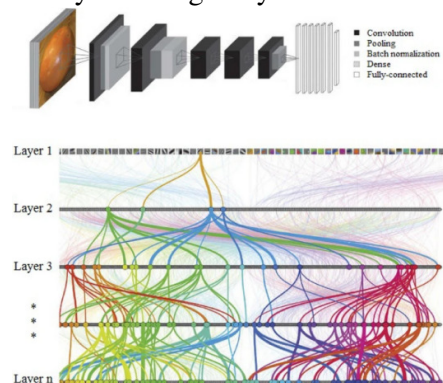 Convolution
Pooling
Batch normalization
Dense
Fully-connected
Layer 1
Layer 2
Layer 3
*
*
*
Layer n